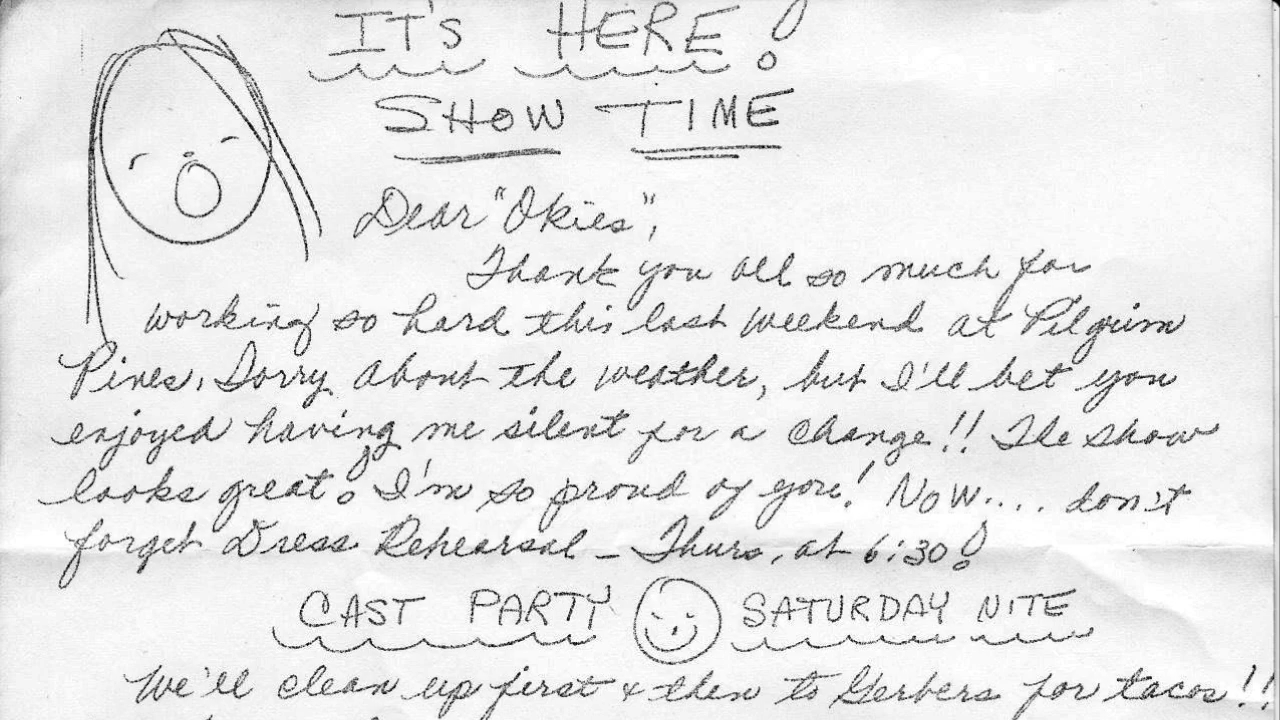 IT'S HERE!
SHOW TIME
Dear "Okies",
Thank you all so much for
working so hard this last weekend at Pilgrim
Pines. Sorry about the weather, but I'll bet you
enjoyed having me silent for a change!! The show
looks great! I'm so proud of you! NOW.... don't
forget Dress Rehearsal - Thurs. at 6:30!
CAST PARTY SATURDAY NITE
We'll clean up first & then to Gerbers for tacos!!